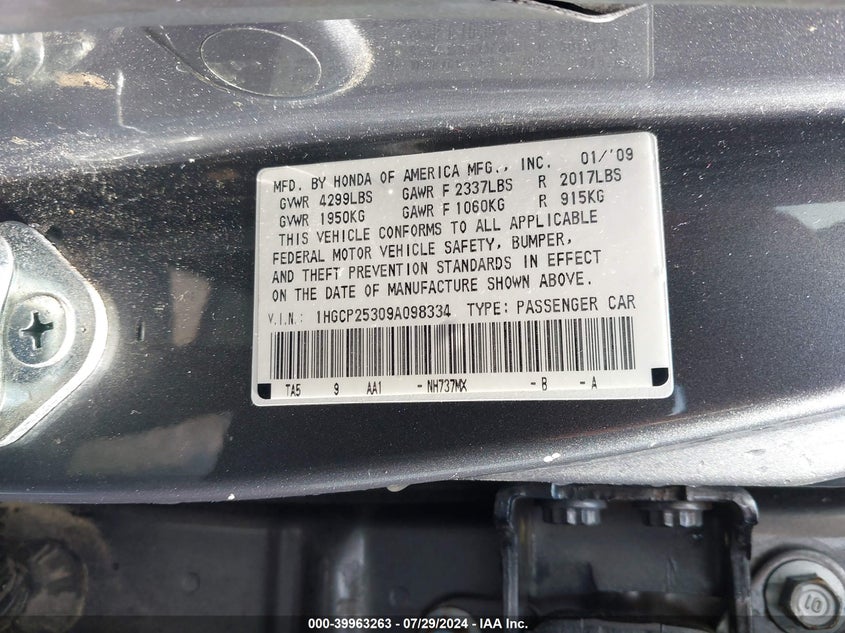 MFD. BY HONDA OF AMERICA MFG., INC. 01/'09
GVWR 4299LBS GAWR F 2337LBS R 2017LBS
GVWR 1950KG GAWR F 1060KG R 915KG
THIS VEHICLE CONFORMS TO ALL APPLICABLE
FEDERAL MOTOR VEHICLE SAFETY, BUMPER,
AND THEFT PREVENTION STANDARDS IN EFFECT
ON THE DATE OF MANUFACTURE SHOWN ABOVE.
V.I.N.: 1HGCP25309A098334 TYPE: PASSENGER CAR
TA5 9 AA1 - NH737MX - B - A
000-39963263 - 07/29/2024 - IAA Inc.